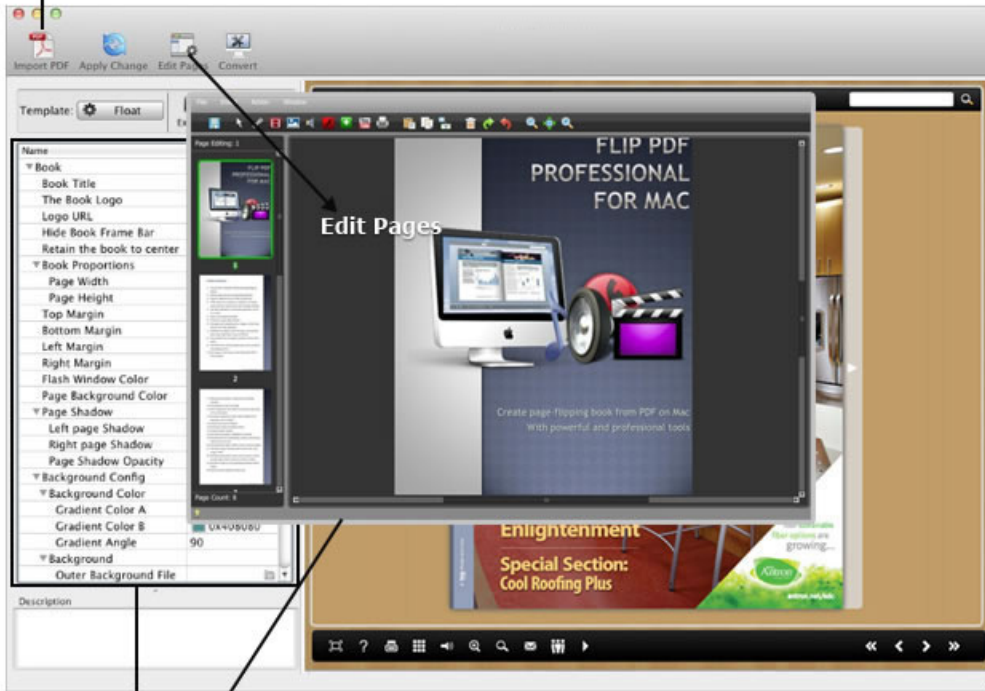 Import PDF Apply Change Edit Pages Convert
Template: Float
Name
Book
Book Title
The Book Logo
Logo URL
Hide Book Frame Bar
Retain the book to center
Book Proportions
Page Width
Page Height
Top Margin
Bottom Margin
Left Margin
Right Margin
Flash Window Color
Page Background Color
Page Shadow
Left page Shadow
Right page Shadow
Page Shadow Opacity
Background Config
Background Color
Gradient Color A
Gradient Color B 0x408080
Gradient Angle 90
Background
Outer Background File
Description
Page Editing: 1
2
Page Count: 8
Edit Pages
FLIP PDF
PROFESSIONAL
FOR MAC
Create page-flipping book from PDF on Mac
With powerful and professional tools
Enlightenment
Special Section:
Cool Roofing Plus
fiber options are
growing...